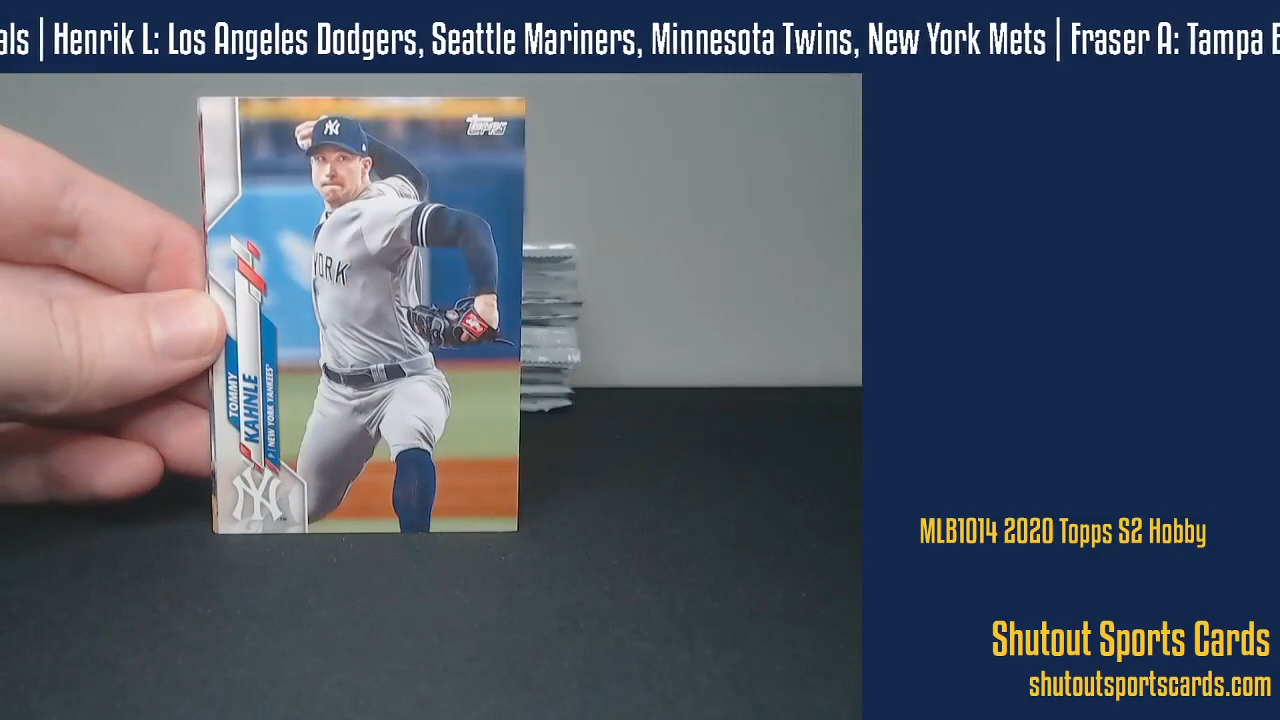 als | Henrik L: Los Angeles Dodgers, Seattle Mariners, Minnesota Twins, New York Mets | Fraser A: Tampa B
Topps
NY
YORK
TOMMY
KAHNLE
P | NEW YORK YANKEES®
NY
MLB1014 2020 Topps S2 Hobby
Shutout Sports Cards
shutoutsportscards.com